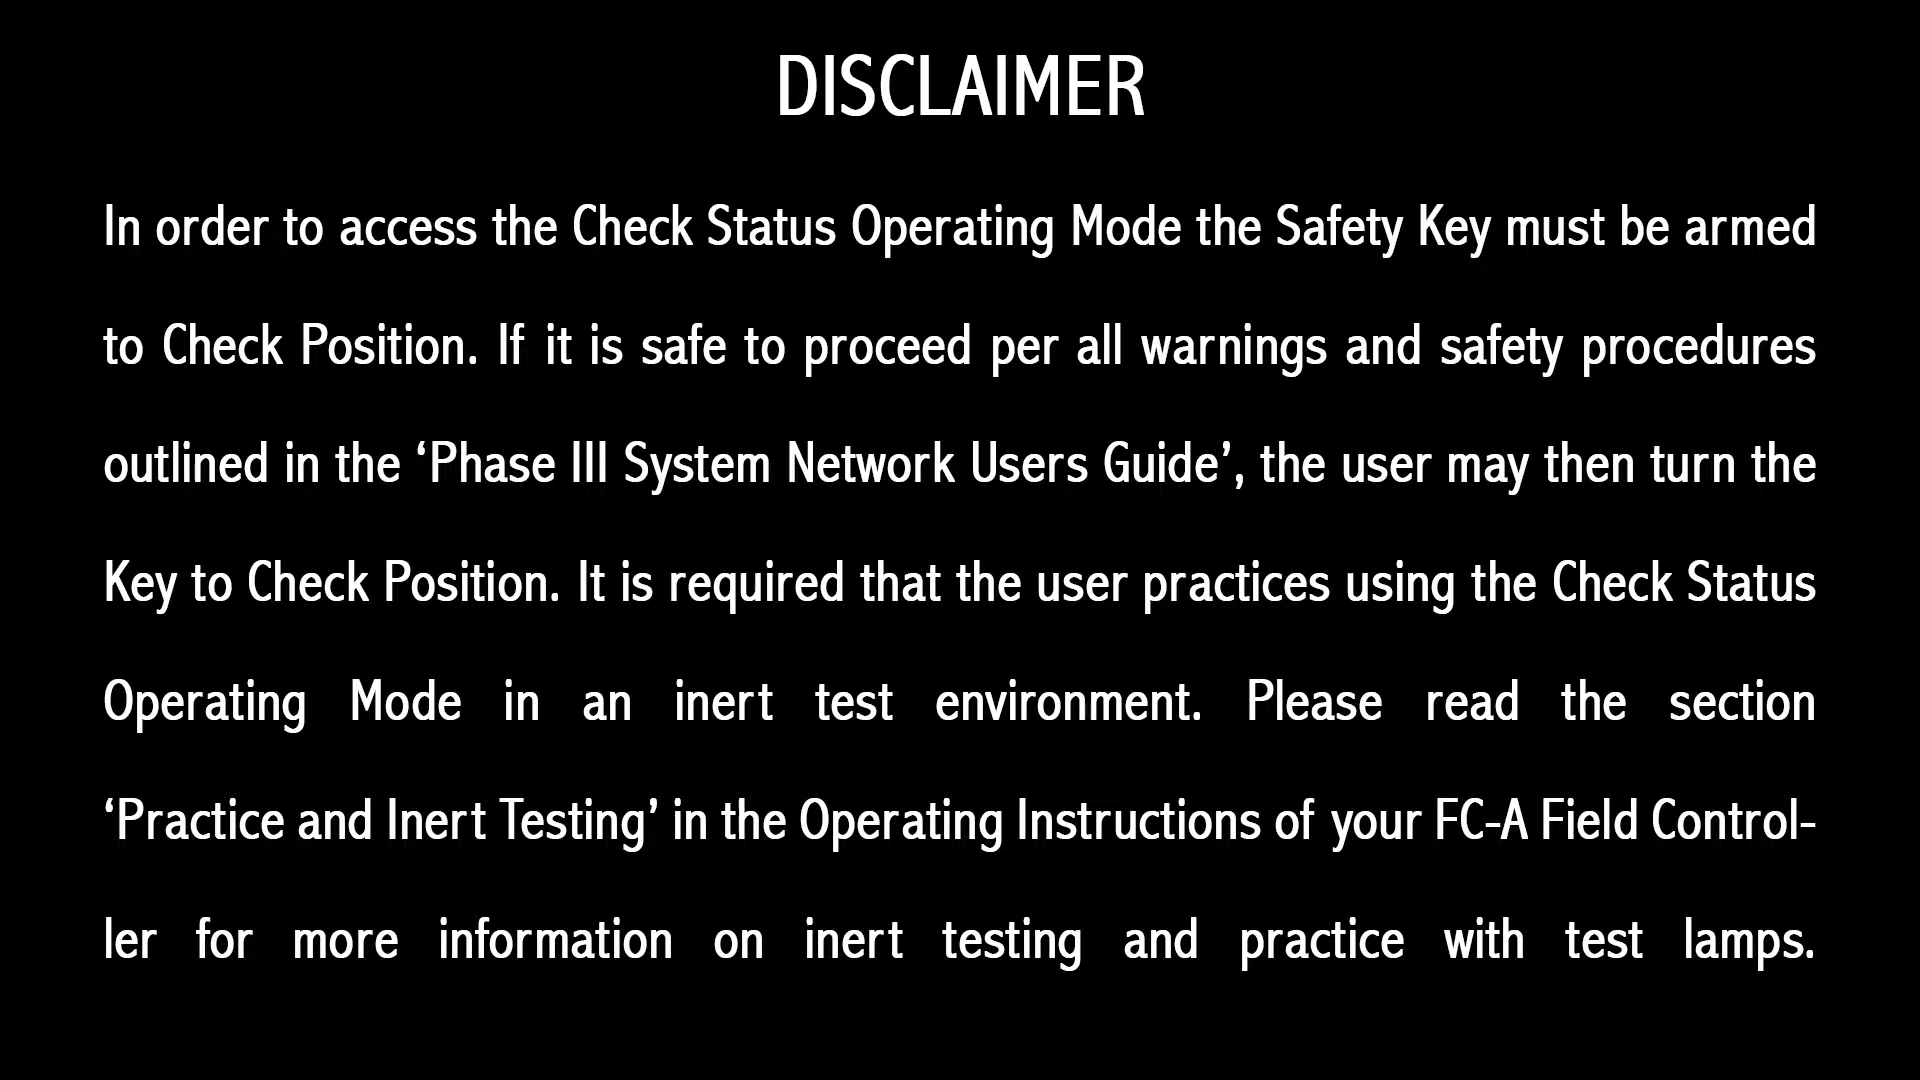 DISCLAIMER
In order to access the Check Status Operating Mode the Safety Key must be armed
to Check Position. If it is safe to proceed per all warnings and safety procedures
outlined in the ‘Phase III System Network Users Guide’, the user may then turn the
Key to Check Position. It is required that the user practices using the Check Status
Operating Mode in an inert test environment. Please read the section
‘Practice and Inert Testing’ in the Operating Instructions of your FC-A Field Control-
ler for more information on inert testing and practice with test lamps.